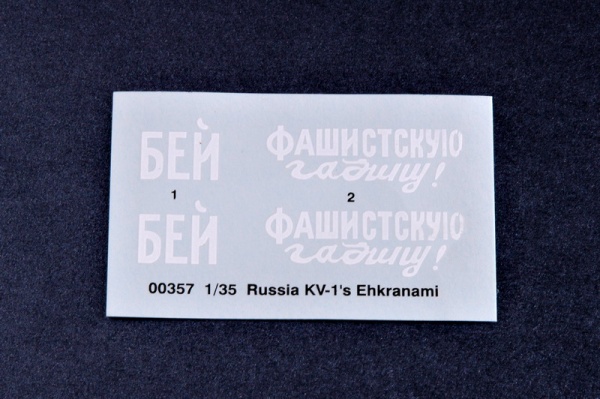 БЕЙ ФАШИСТСКУЮ
гадину!
1 2
БЕЙ ФАШИСТСКУЮ
гадину!
00357 1/35 Russia KV-1's Ehkranami